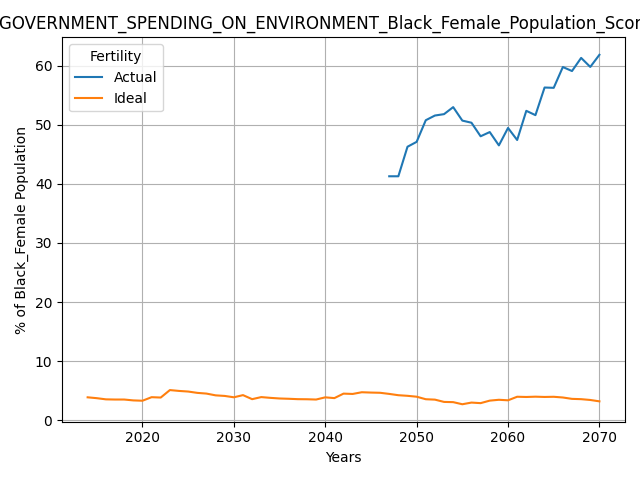 GOVERNMENT_SPENDING_ON_ENVIRONMENT_Black_Female_Population_Scor
Fertility
Actual
Ideal
60
50
40
30
20
10
0
% of Black_Female Population
2020 2030 2040 2050 2060 2070
Years